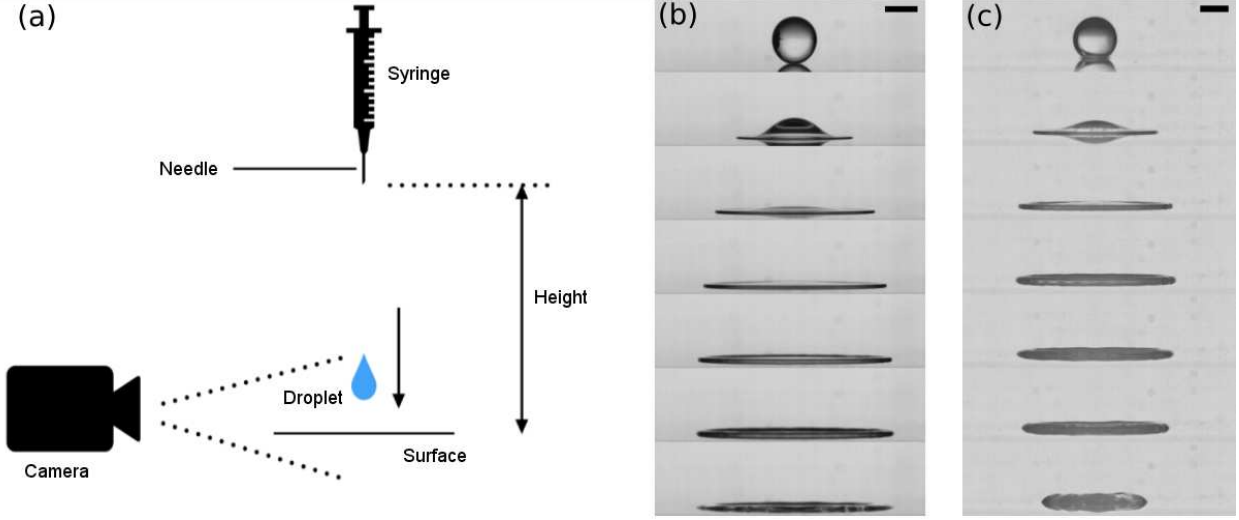 (a)
Syringe
Needle
Height
Droplet
Surface
Camera
(b)
(c)